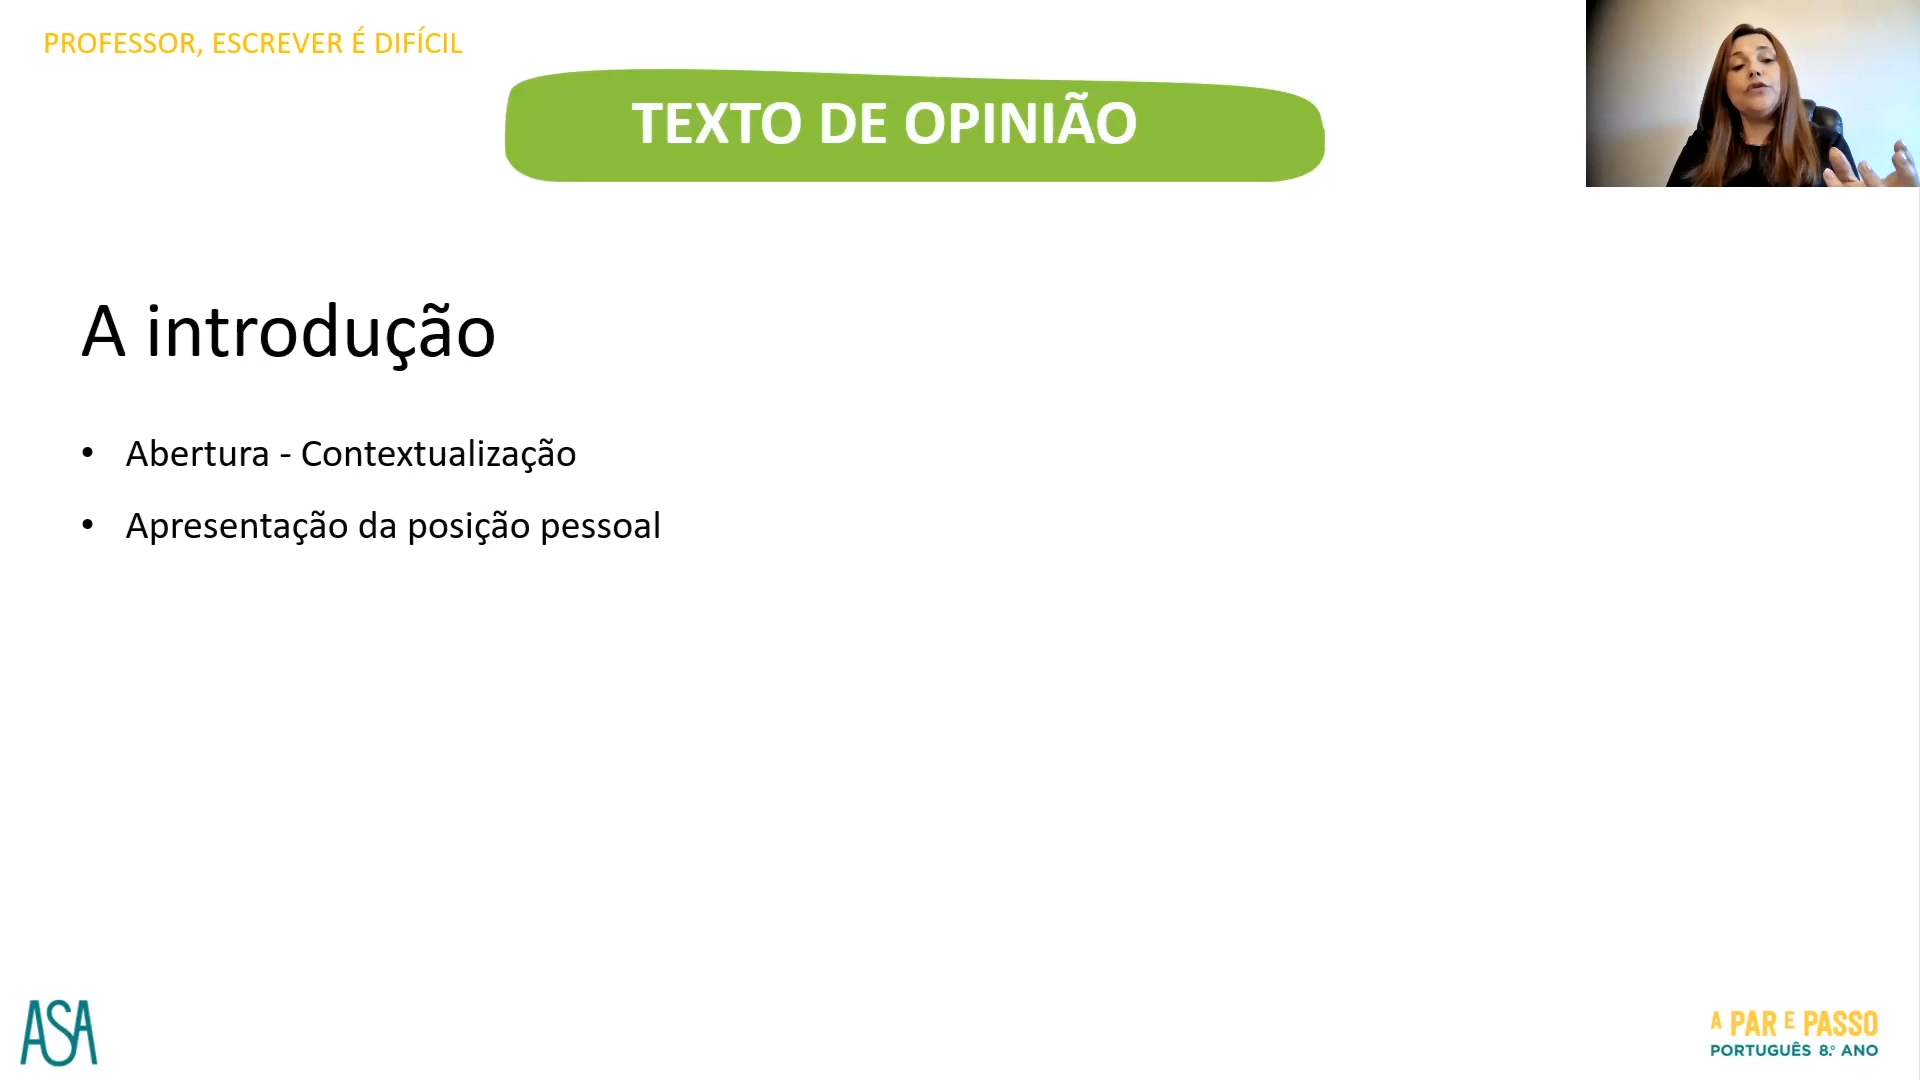 PROFESSOR, ESCREVER É DIFÍCIL
TEXTO DE OPINIÃO
A introdução
• Abertura - Contextualização
• Apresentação da posição pessoal
ASA
A PAR E PASSO
PORTUGUÊS 8.º ANO